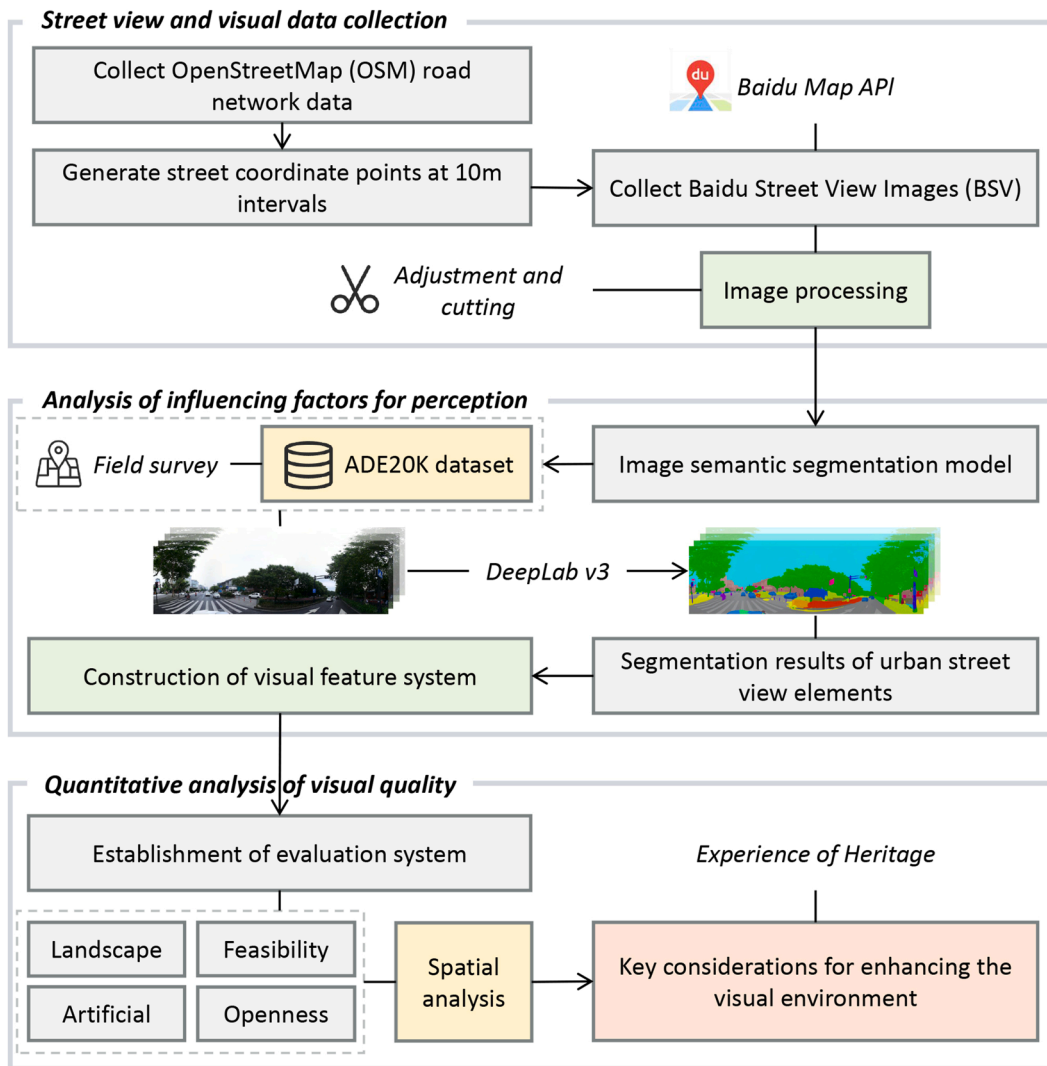 Street view and visual data collection
Collect OpenStreetMap (OSM) road
network data
du
Baidu Map API
Generate street coordinate points at 10m
intervals
Collect Baidu Street View Images (BSV)
Adjustment and
cutting
Image processing
Analysis of influencing factors for perception
Field survey
ADE20K dataset
Image semantic segmentation model
DeepLab v3
Construction of visual feature system
Segmentation results of urban street
view elements
Quantitative analysis of visual quality
Establishment of evaluation system
Experience of Heritage
Landscape
Feasibility
Artificial
Openness
Spatial
analysis
Key considerations for enhancing the
visual environment